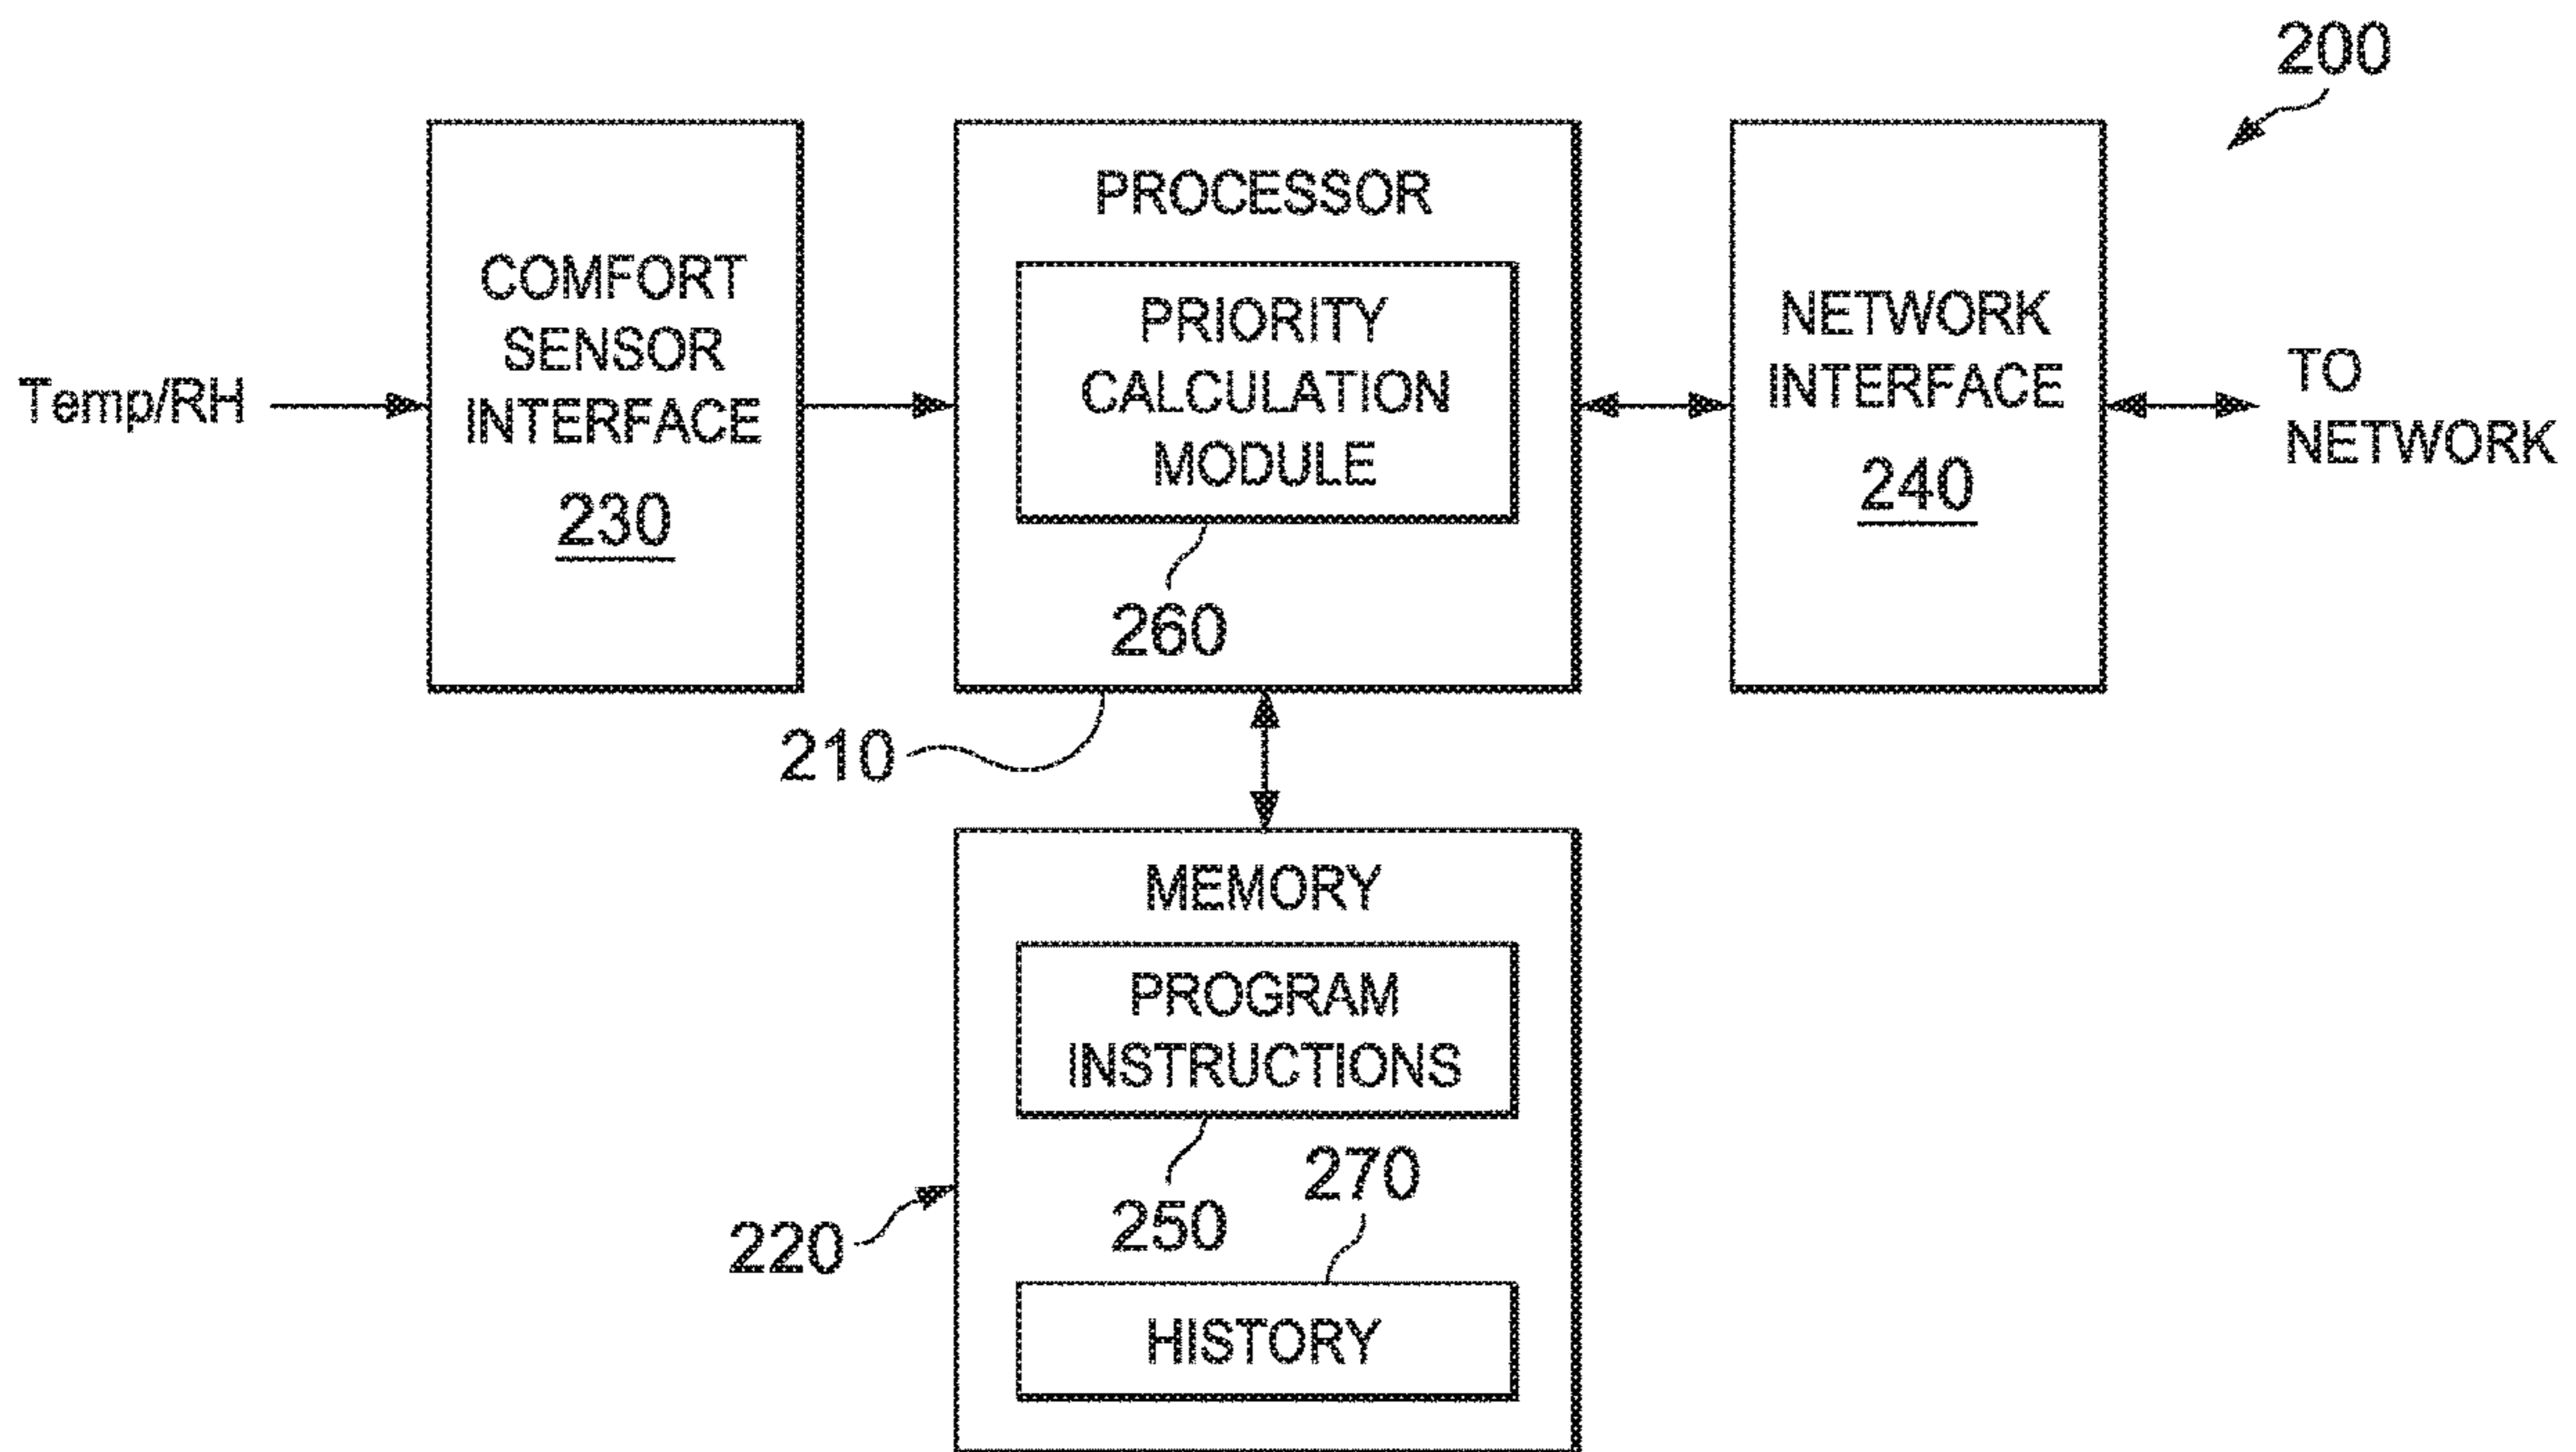 200
Temp/RH
COMFORT
SENSOR
INTERFACE
230
PROCESSOR
PRIORITY
CALCULATION
MODULE
260
210
NETWORK
INTERFACE
240
TO
NETWORK
MEMORY
PROGRAM
INSTRUCTIONS
250
270
220
HISTORY